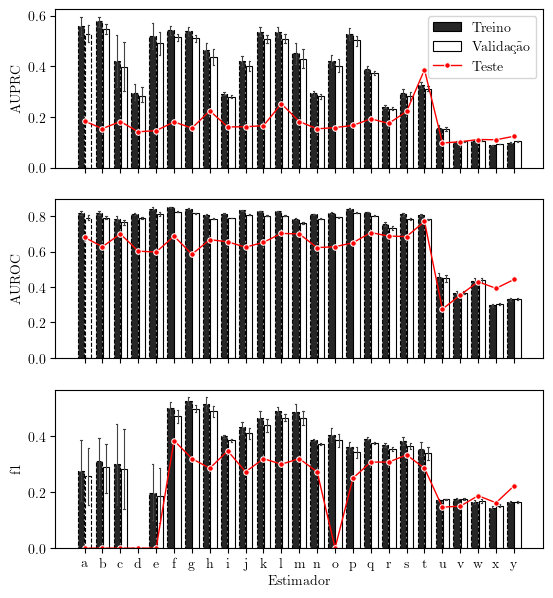 0.6
0.4
0.2
0.0
AUPRC
Treino
Validação
Teste
0.8
0.6
0.4
0.2
0.0
AUROC
0.4
0.2
0.0
f1
a b c d e f g h i j k l m n o p q r s t u v w x y
Estimador